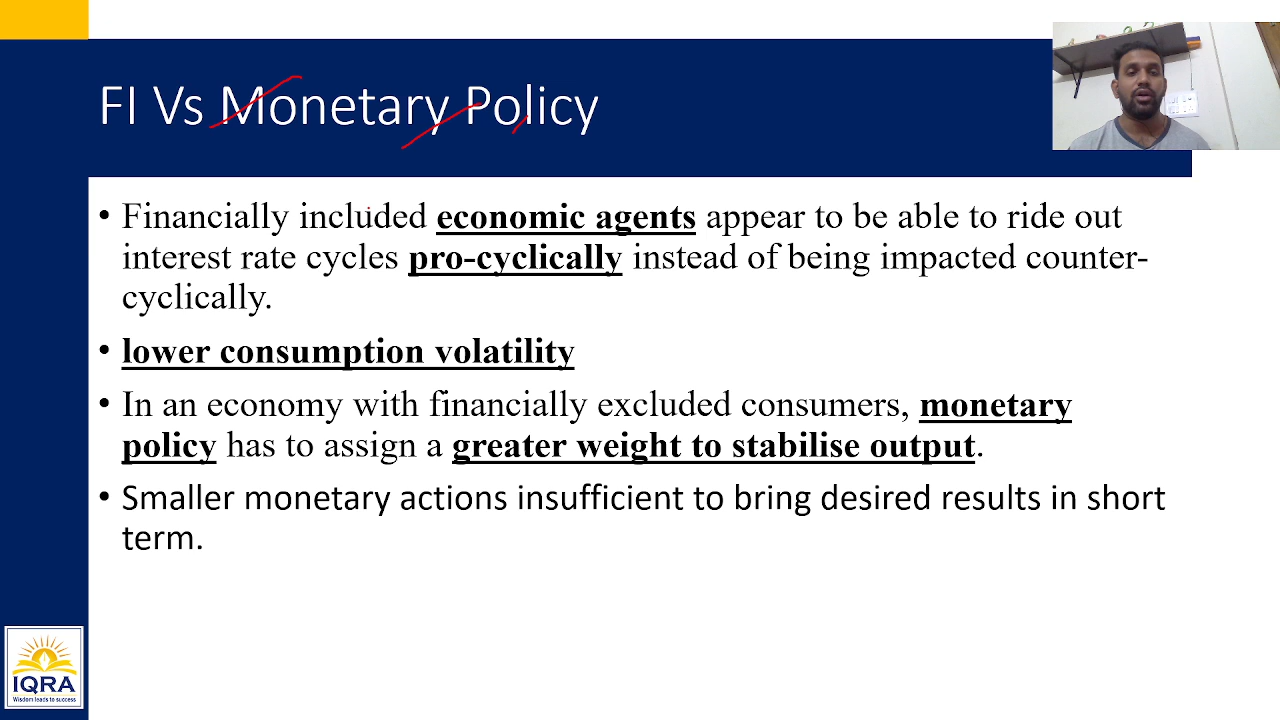 FI Vs Monetary Policy
• Financially included economic agents appear to be able to ride out
interest rate cycles pro-cyclically instead of being impacted counter-
cyclically.
• lower consumption volatility
• In an economy with financially excluded consumers, monetary
policy has to assign a greater weight to stabilise output.
• Smaller monetary actions insufficient to bring desired results in short
term.
IQRA
Wisdom leads to success